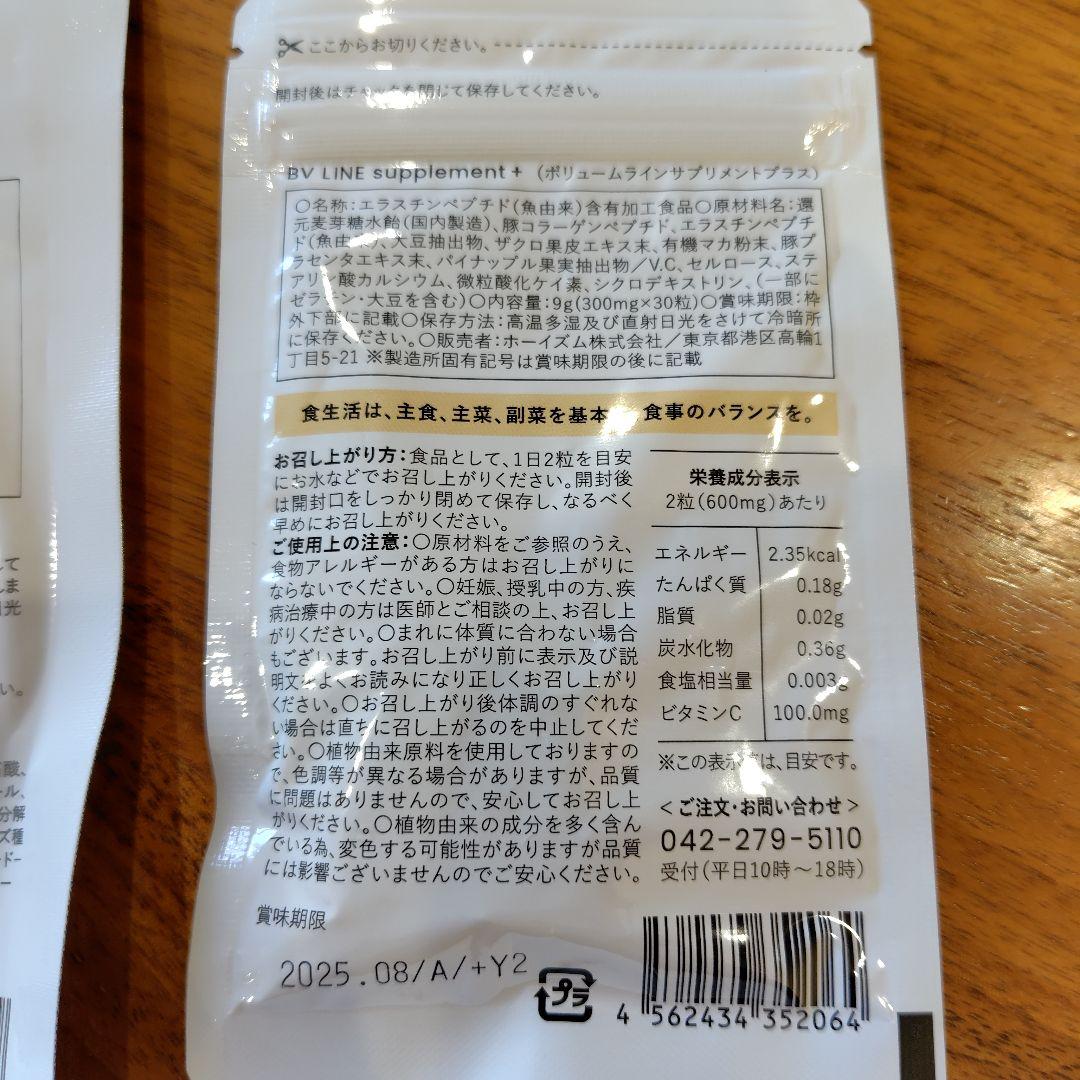 ここからお切りください。
開封後はチャックを閉じて保存してください。
BV LINE supplement+（ボリュームラインサプリメントプラス）
○名称:エラスチンペプチド(魚由来)含有加工食品○原材料名:還
元麦芽糖水飴(国内製造)、豚コラーゲンペプチド、エラスチンペプチ
ド(魚由来)、大豆抽出物、ザクロ果皮エキス末、有機マカ粉末、豚プ
ラセンタエキス末、パイナップル果実抽出物/V.C、セルロース、ステ
アリン酸カルシウム、微粒酸化ケイ素、シクロデキストリン、(一部に
ゼラチン・大豆を含む)○内容量:9g(300mg×30粒)○賞味期限:枠
外下部に記載○保存方法:高温多湿及び直射日光をさけて冷暗所
に保存ください。○販売者:ホーイズム株式会社/東京都港区高輪1
丁目5-21 ※製造所固有記号は賞味期限の後に記載
食生活は、主食、主菜、副菜を基本 食事のバランスを。
お召し上がり方:食品として、1日2粒を目安
にお水などでお召し上がりください。開封後
は開封口をしっかり閉めて保存し、なるべく
早めにお召し上がりください。
ご使用上の注意:○原材料をご参照のうえ、
食物アレルギーがある方はお召し上がりに
ならないでください。○妊娠、授乳中の方、疾
病治療中の方は医師とご相談の上、お召し上
がりください。○まれに体質に合わない場合
もございます。お召し上がり前に表示及び説
明文をよくお読みになり正しくお召し上がり
ください。○お召し上がり後体調のすぐれな
い場合は直ちに召し上がるのを中止してくだ
さい。○植物由来原料を使用しておりますの
で、色調等が異なる場合がありますが、品質
に問題はありませんので、安心してお召し上
がりください。○植物由来の成分を多く含ん
でいる為、変色する可能性がありますが品質
には影響ございませんのでご安心ください。
栄養成分表示
2粒(600mg)あたり
エネルギー 2.35kcal
たんぱく質 0.18g
脂質 0.02g
炭水化物 0.36g
食塩相当量 0.003g
ビタミンC 100.0mg
※この表示値は、目安です。
<ご注文・お問い合わせ>
042-279-5110
受付(平日10時〜18時)
賞味期限
2025.08/A/+Y2
プラ
4 562434 352064